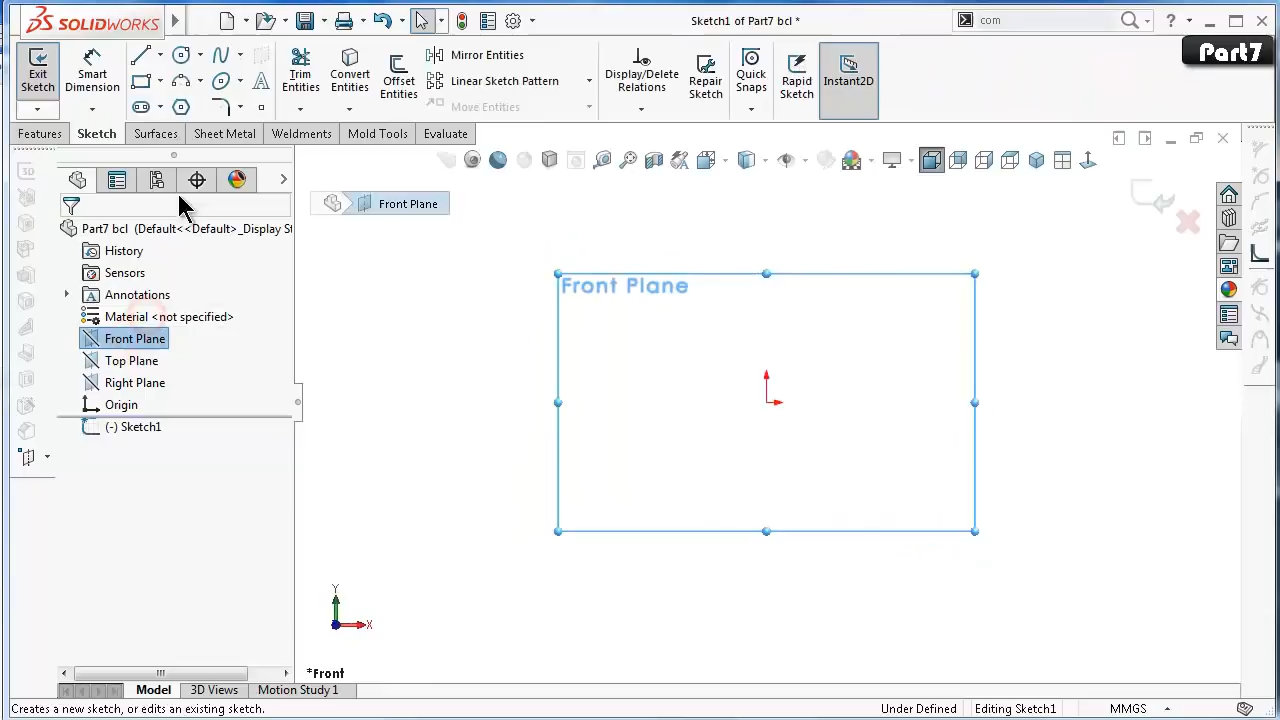 SOLIDWORKS
Sketch1 of Part7 bcl *
com
?
Part7
Exit Sketch
Smart Dimension
Trim Entities
Convert Entities
Offset Entities
Mirror Entities
Linear Sketch Pattern
Move Entities
Display/Delete Relations
Repair Sketch
Quick Snaps
Rapid Sketch
Instant2D
Features
Sketch
Surfaces
Sheet Metal
Weldments
Mold Tools
Evaluate
3D
Front Plane
Part7 bcl (Default<<Default>_Display St
History
Sensors
Annotations
Material <not specified>
Front Plane
Top Plane
Right Plane
Origin
(-) Sketch1
Front Plane
Y
X
*Front
Model
3D Views
Motion Study 1
Creates a new sketch, or edits an existing sketch.
Under Defined
Editing Sketch1
MMGS